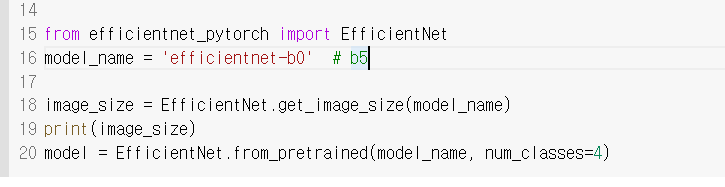 14
15 from efficientnet_pytorch import EfficientNet
16 model_name = 'efficientnet-b0'  # b5
17
18 image_size = EfficientNet.get_image_size(model_name)
19 print(image_size)
20 model = EfficientNet.from_pretrained(model_name, num_classes=4)